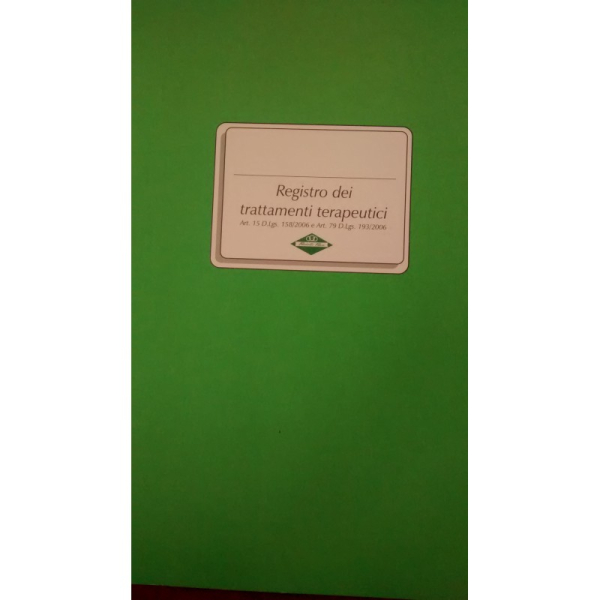 Registro dei
trattamenti terapeutici
Art. 15 D.Lgs. 158/2006 e Art. 79 D.Lgs. 193/2006